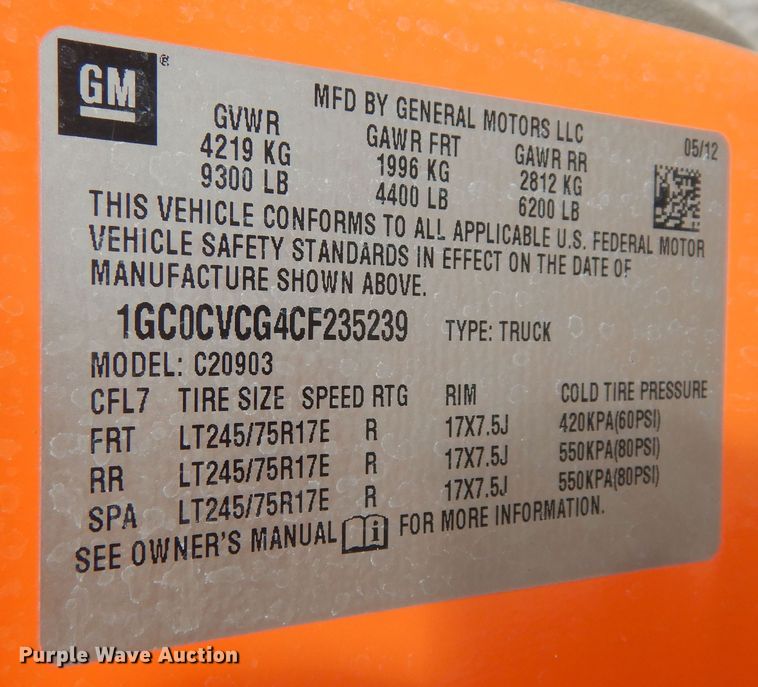 GM®
MFD BY GENERAL MOTORS LLC
05/12
GVWR GAWR FRT GAWR RR
4219 KG 1996 KG 2812 KG
9300 LB 4400 LB 6200 LB
THIS VEHICLE CONFORMS TO ALL APPLICABLE U.S. FEDERAL MOTOR
VEHICLE SAFETY STANDARDS IN EFFECT ON THE DATE OF
MANUFACTURE SHOWN ABOVE.
1GC0CVCG4CF235239 TYPE: TRUCK
MODEL: C20903
CFL7 TIRE SIZE SPEED RTG RIM COLD TIRE PRESSURE
FRT LT245/75R17E R 17X7.5J 420KPA(60PSI)
RR LT245/75R17E R 17X7.5J 550KPA(80PSI)
SPA LT245/75R17E R 17X7.5J 550KPA(80PSI)
SEE OWNER'S MANUAL i FOR MORE INFORMATION.
Purple Wave Auction